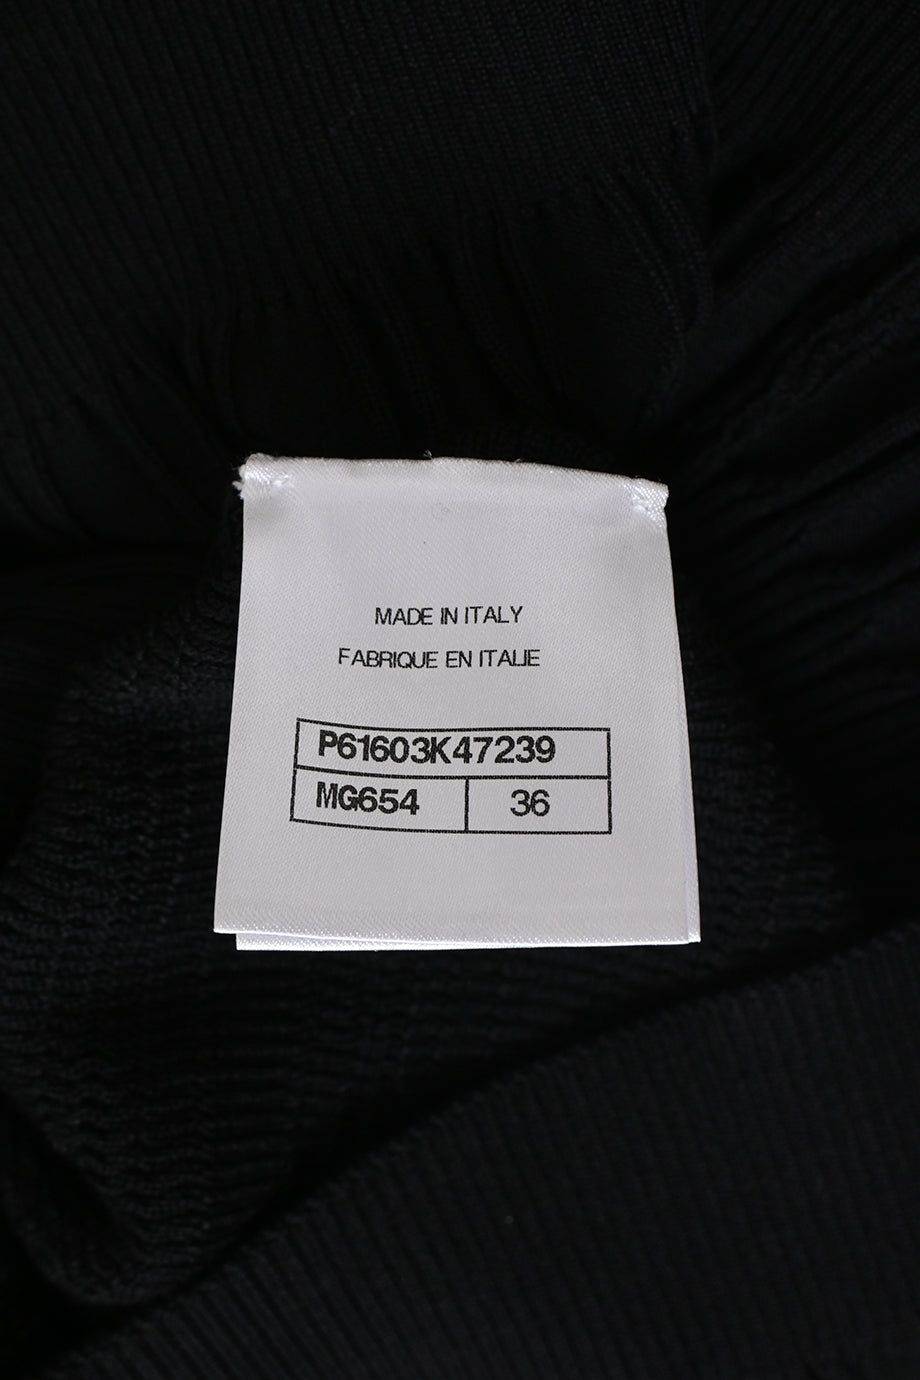 MADE IN ITALY
FABRIQUE EN ITALIE
P61603K47239
MG654 36